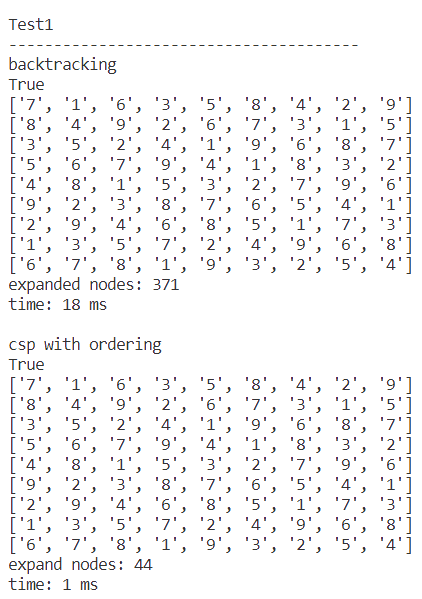 Test1
---------------------------------------
backtracking
True
['7', '1', '6', '3', '5', '8', '4', '2', '9']
['8', '4', '9', '2', '6', '7', '3', '1', '5']
['3', '5', '2', '4', '1', '9', '6', '8', '7']
['5', '6', '7', '9', '4', '1', '8', '3', '2']
['4', '8', '1', '5', '3', '2', '7', '9', '6']
['9', '2', '3', '8', '7', '6', '5', '4', '1']
['2', '9', '4', '6', '8', '5', '1', '7', '3']
['1', '3', '5', '7', '2', '4', '9', '6', '8']
['6', '7', '8', '1', '9', '3', '2', '5', '4']
expanded nodes: 371
time: 18 ms
csp with ordering
True
['7', '1', '6', '3', '5', '8', '4', '2', '9']
['8', '4', '9', '2', '6', '7', '3', '1', '5']
['3', '5', '2', '4', '1', '9', '6', '8', '7']
['5', '6', '7', '9', '4', '1', '8', '3', '2']
['4', '8', '1', '5', '3', '2', '7', '9', '6']
['9', '2', '3', '8', '7', '6', '5', '4', '1']
['2', '9', '4', '6', '8', '5', '1', '7', '3']
['1', '3', '5', '7', '2', '4', '9', '6', '8']
['6', '7', '8', '1', '9', '3', '2', '5', '4']
expand nodes: 44
time: 1 ms